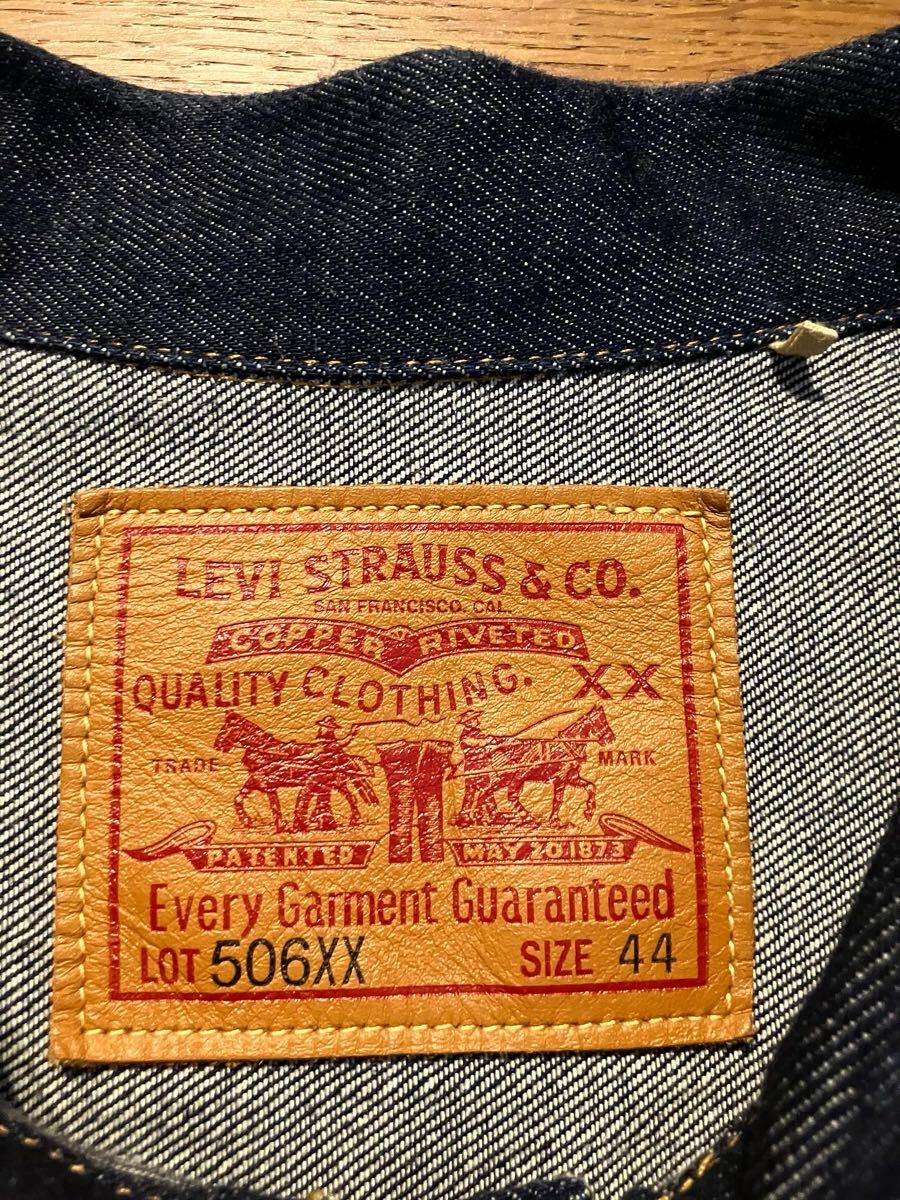 LEVI STRAUSS & CO.
SAN FRANCISCO. CAL.
COPPER RIVETED
QUALITY CLOTHING. XX
TRADE MARK
PATENTED MAY 20 1873
Every Garment Guaranteed
LOT 506XX SIZE 44